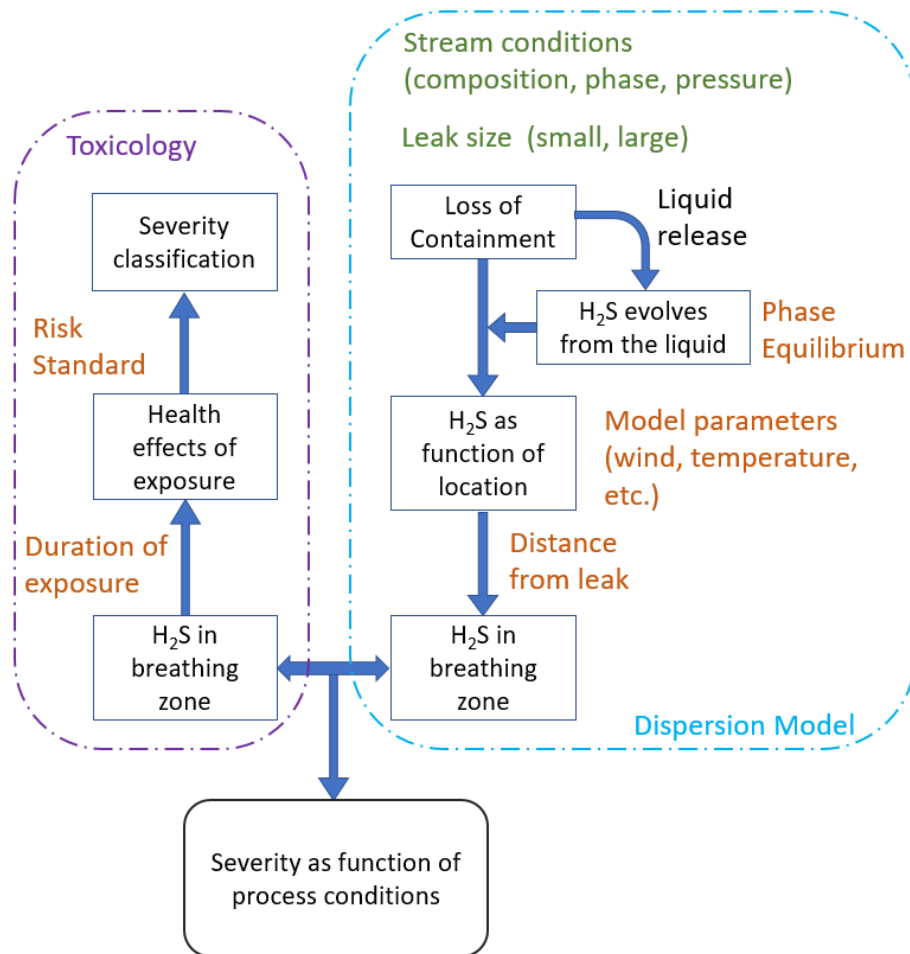 Toxicology
Severity
classification
Risk
Standard
Health
effects of
exposure
Duration of
exposure
H₂S in
breathing
zone
Stream conditions
(composition, phase, pressure)
Leak size (small, large)
Loss of
Containment
Liquid
release
H₂S evolves
from the liquid
Phase
Equilibrium
H₂S as
function of
location
Model parameters
(wind, temperature,
etc.)
Distance
from leak
H₂S in
breathing
zone
Dispersion Model
Severity as function of
process conditions